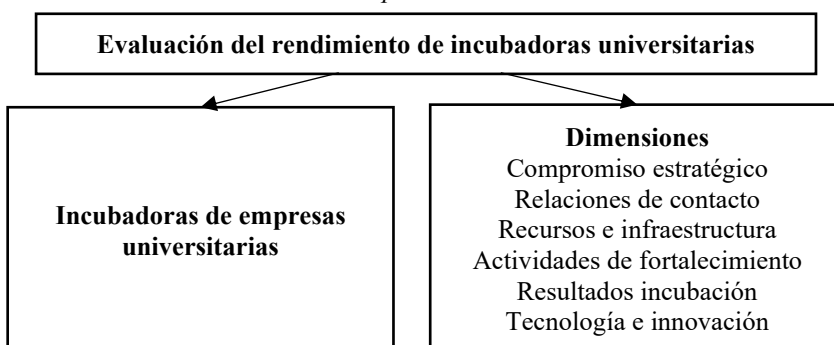 Evaluación del rendimiento de incubadoras universitarias
Incubadoras de empresas
universitarias
Dimensiones
Compromiso estratégico
Relaciones de contacto
Recursos e infraestructura
Actividades de fortalecimiento
Resultados incubación
Tecnología e innovación